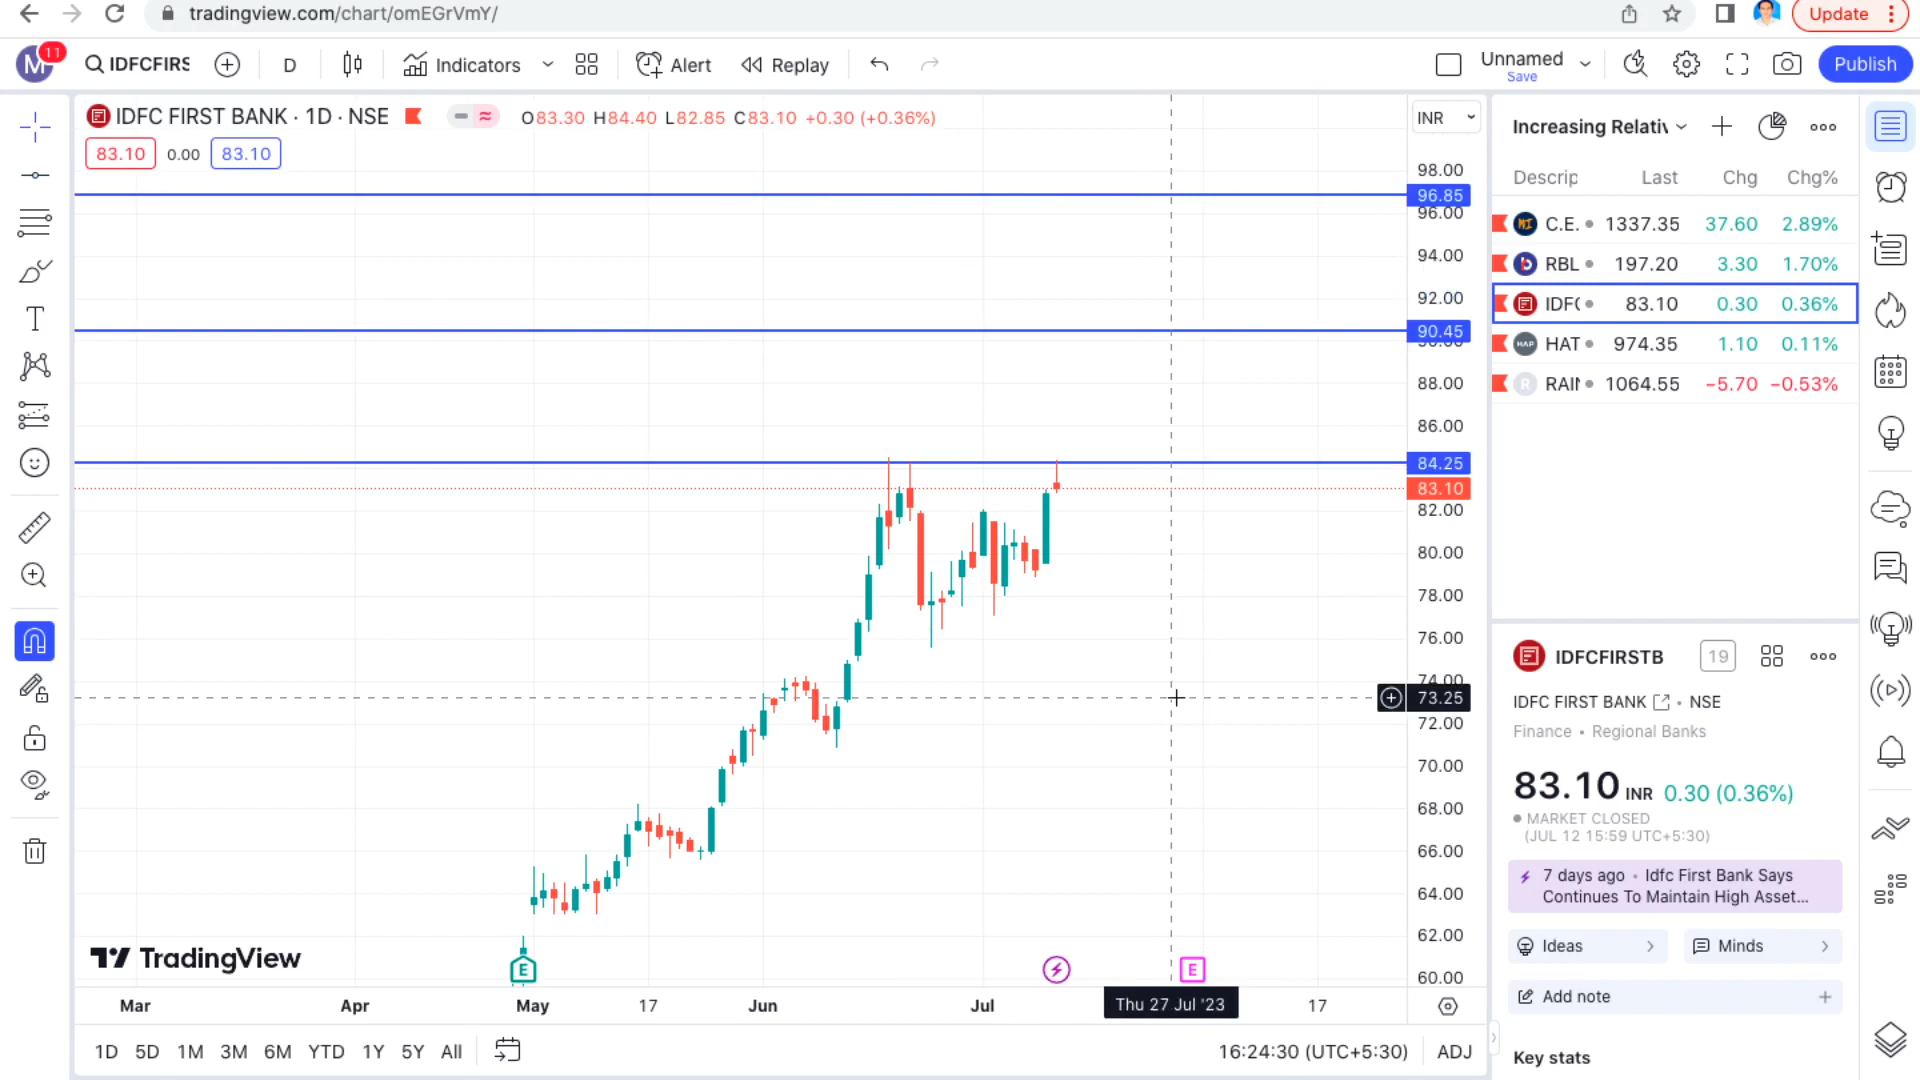 tradingview.com/chart/omEGrVmY/
Update
M
11
IDFCFIRS
D
Indicators
Alert
Replay
Unnamed
Save
Publish
IDFC FIRST BANK · 1D · NSE
O83.30 H84.40 L82.85 C83.10 +0.30 (+0.36%)
INR
83.10
0.00
83.10
98.00
96.85
96.00
94.00
92.00
90.45
88.00
86.00
84.25
83.10
82.00
80.00
78.00
76.00
74.00
73.25
72.00
70.00
68.00
66.00
64.00
62.00
60.00
TradingView
E
E
Mar
Apr
May
17
Jun
Jul
Thu 27 Jul '23
17
1D
5D
1M
3M
6M
YTD
1Y
5Y
All
16:24:30 (UTC+5:30)
ADJ
Increasing Relativ
Descrip
Last
Chg
Chg%
C.E. 1337.35 37.60 2.89%
RBL 197.20 3.30 1.70%
IDFC 83.10 0.30 0.36%
HAP HAT 974.35 1.10 0.11%
R RAIN 1064.55 −5.70 −0.53%
IDFCFIRSTB
19
IDFC FIRST BANK · NSE
Finance • Regional Banks
83.10 INR 0.30 (0.36%)
MARKET CLOSED
(JUL 12 15:59 UTC+5:30)
7 days ago • Idfc First Bank Says
Continues To Maintain High Asset...
Ideas
Minds
Add note
Key stats